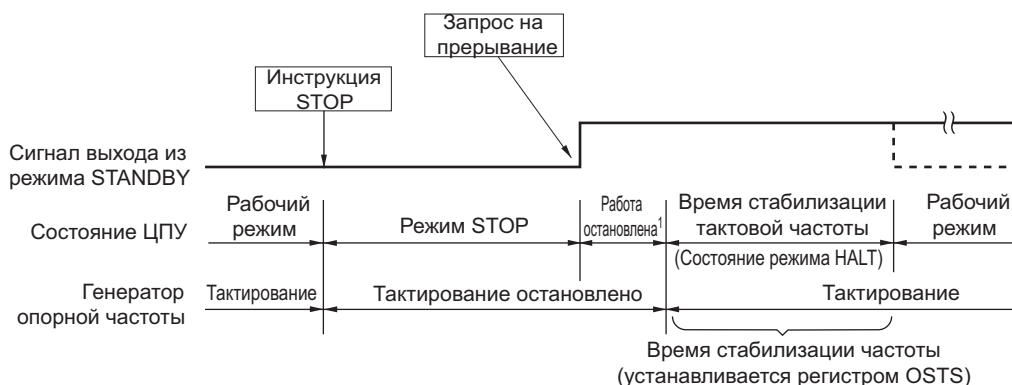 Запрос на
прерывание
Инструкция
STOP
Сигнал выхода из
режима STANDBY
Состояние ЦПУ
Рабочий
режим
Режим STOP
Работа
остановлена¹
Время стабилизации
тактовой частоты
(Состояние режима HALT)
Рабочий
режим
Генератор
опорной частоты
Тактирование
Тактирование остановлено
Тактирование
Время стабилизации частоты
(устанавливается регистром OSTS)